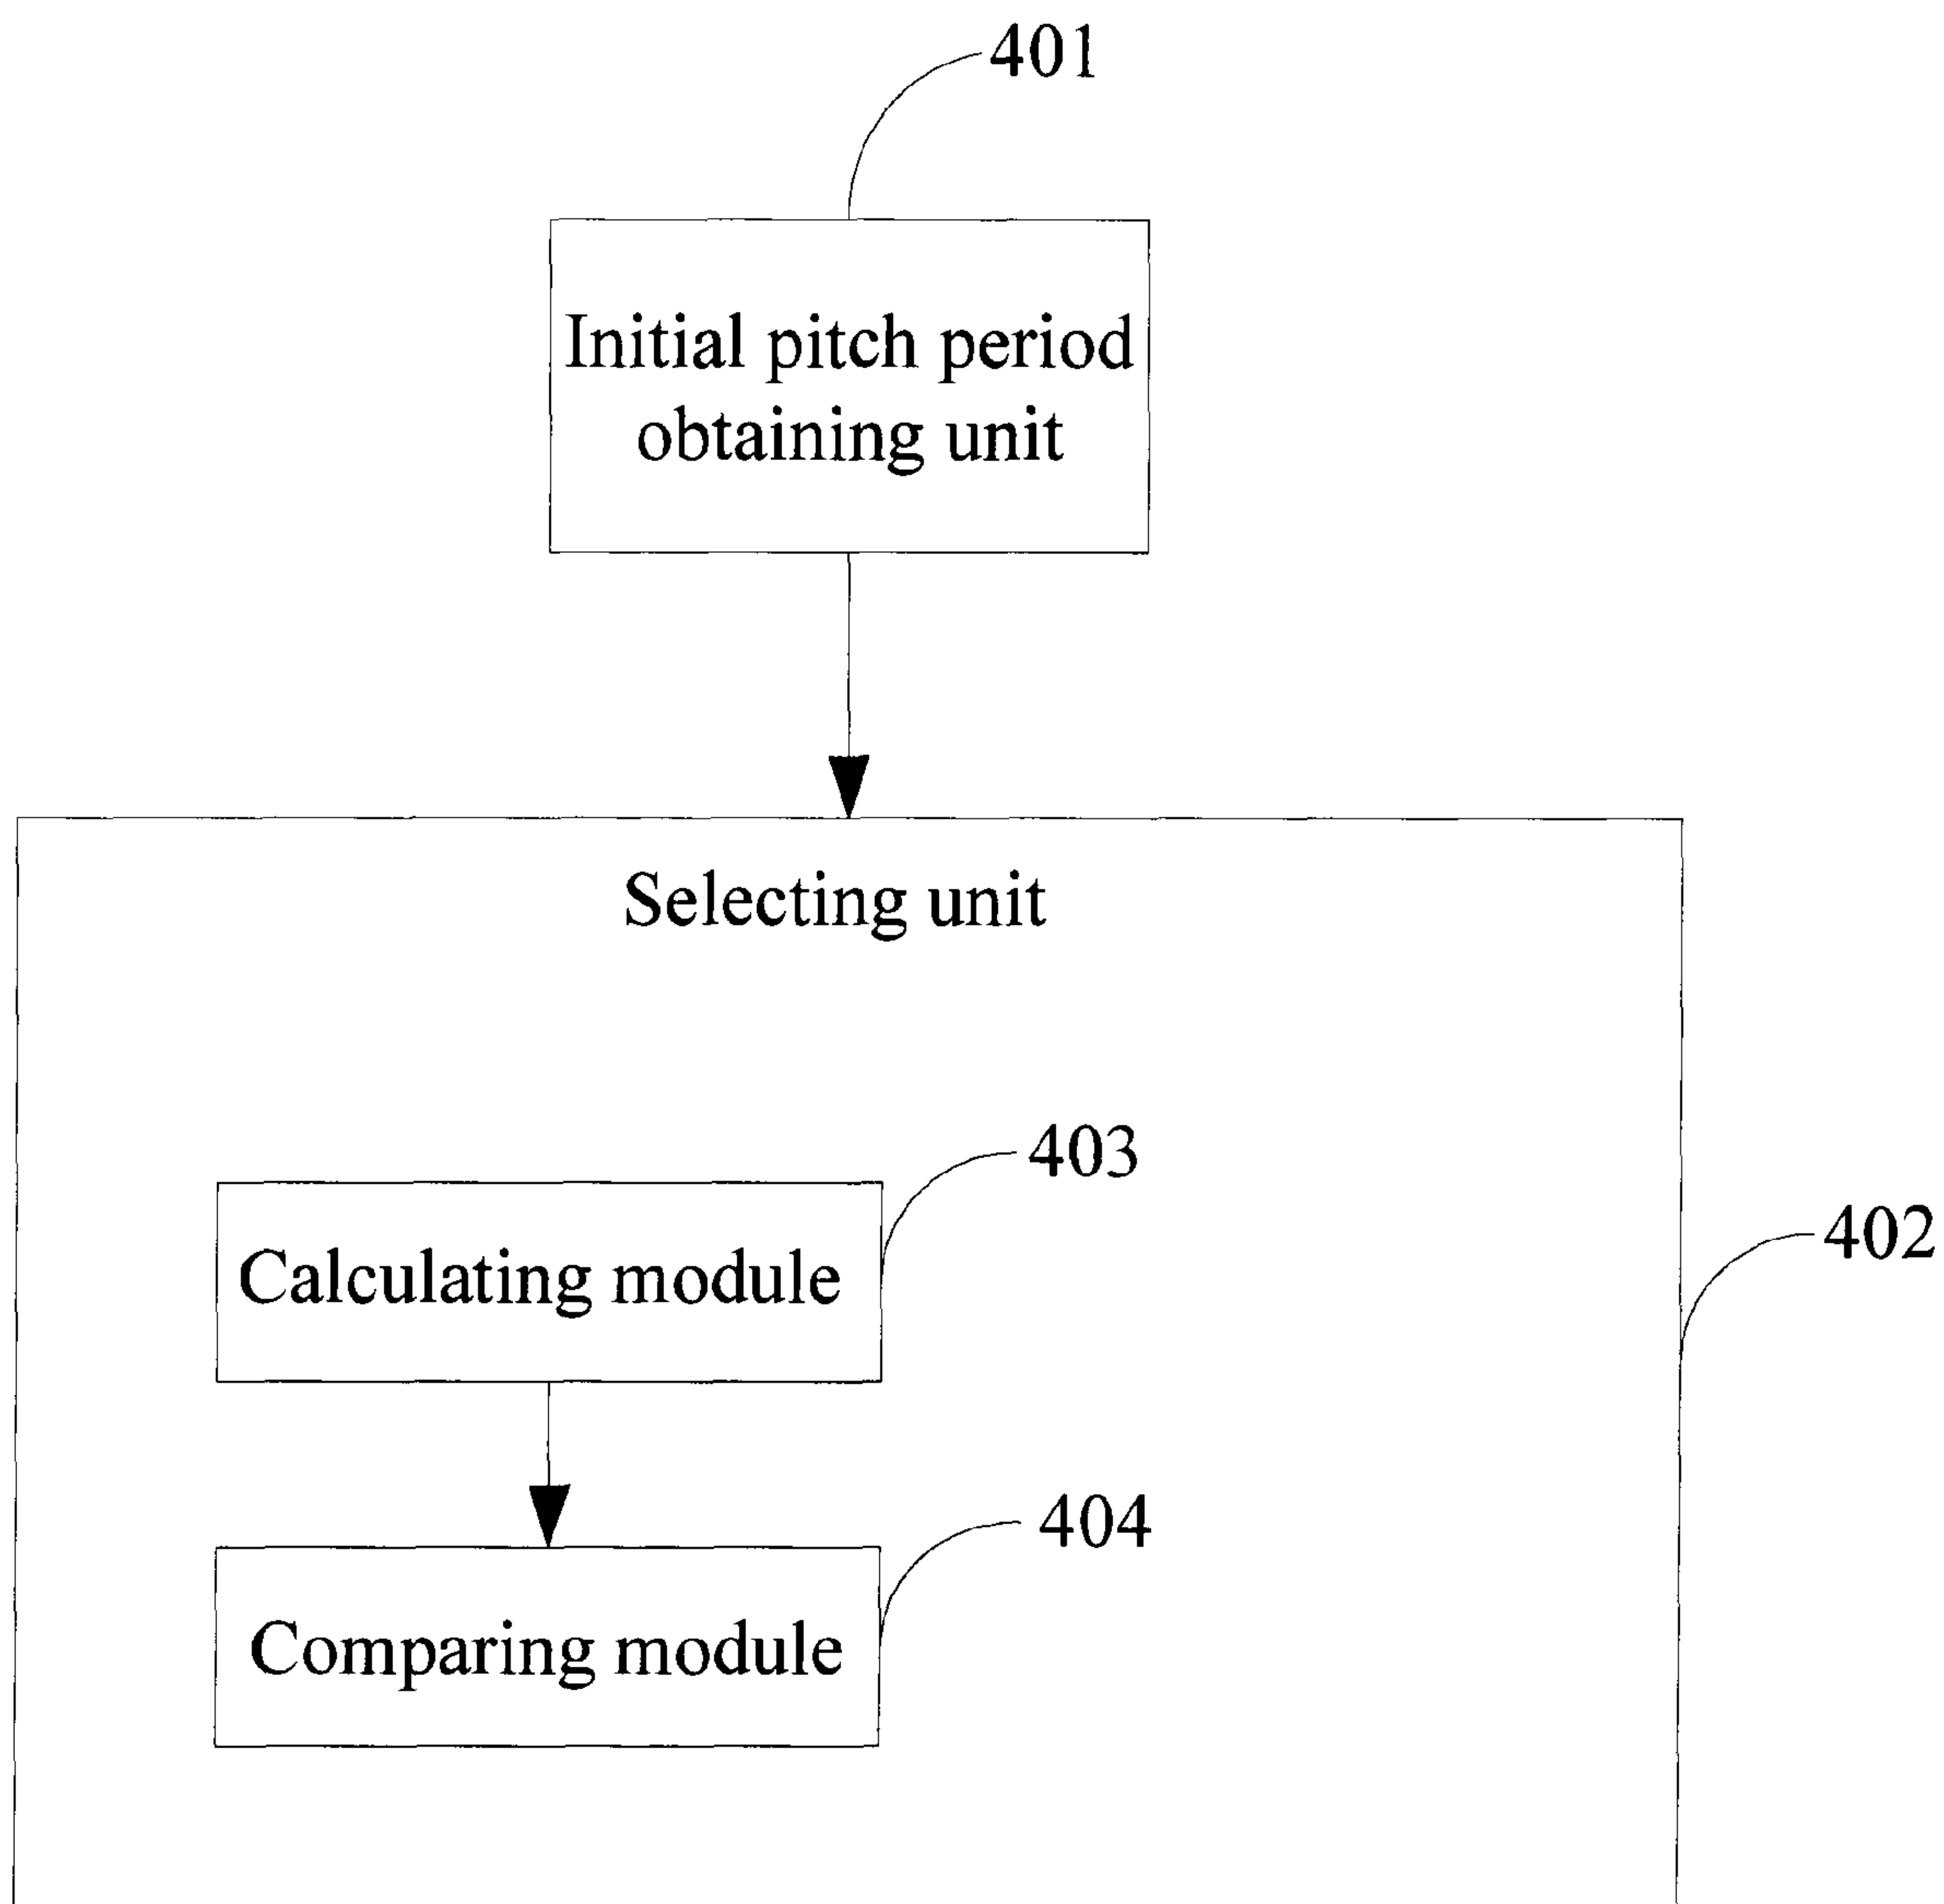 401
Initial pitch period
obtaining unit
Selecting unit
403
Calculating module
402
404
Comparing module